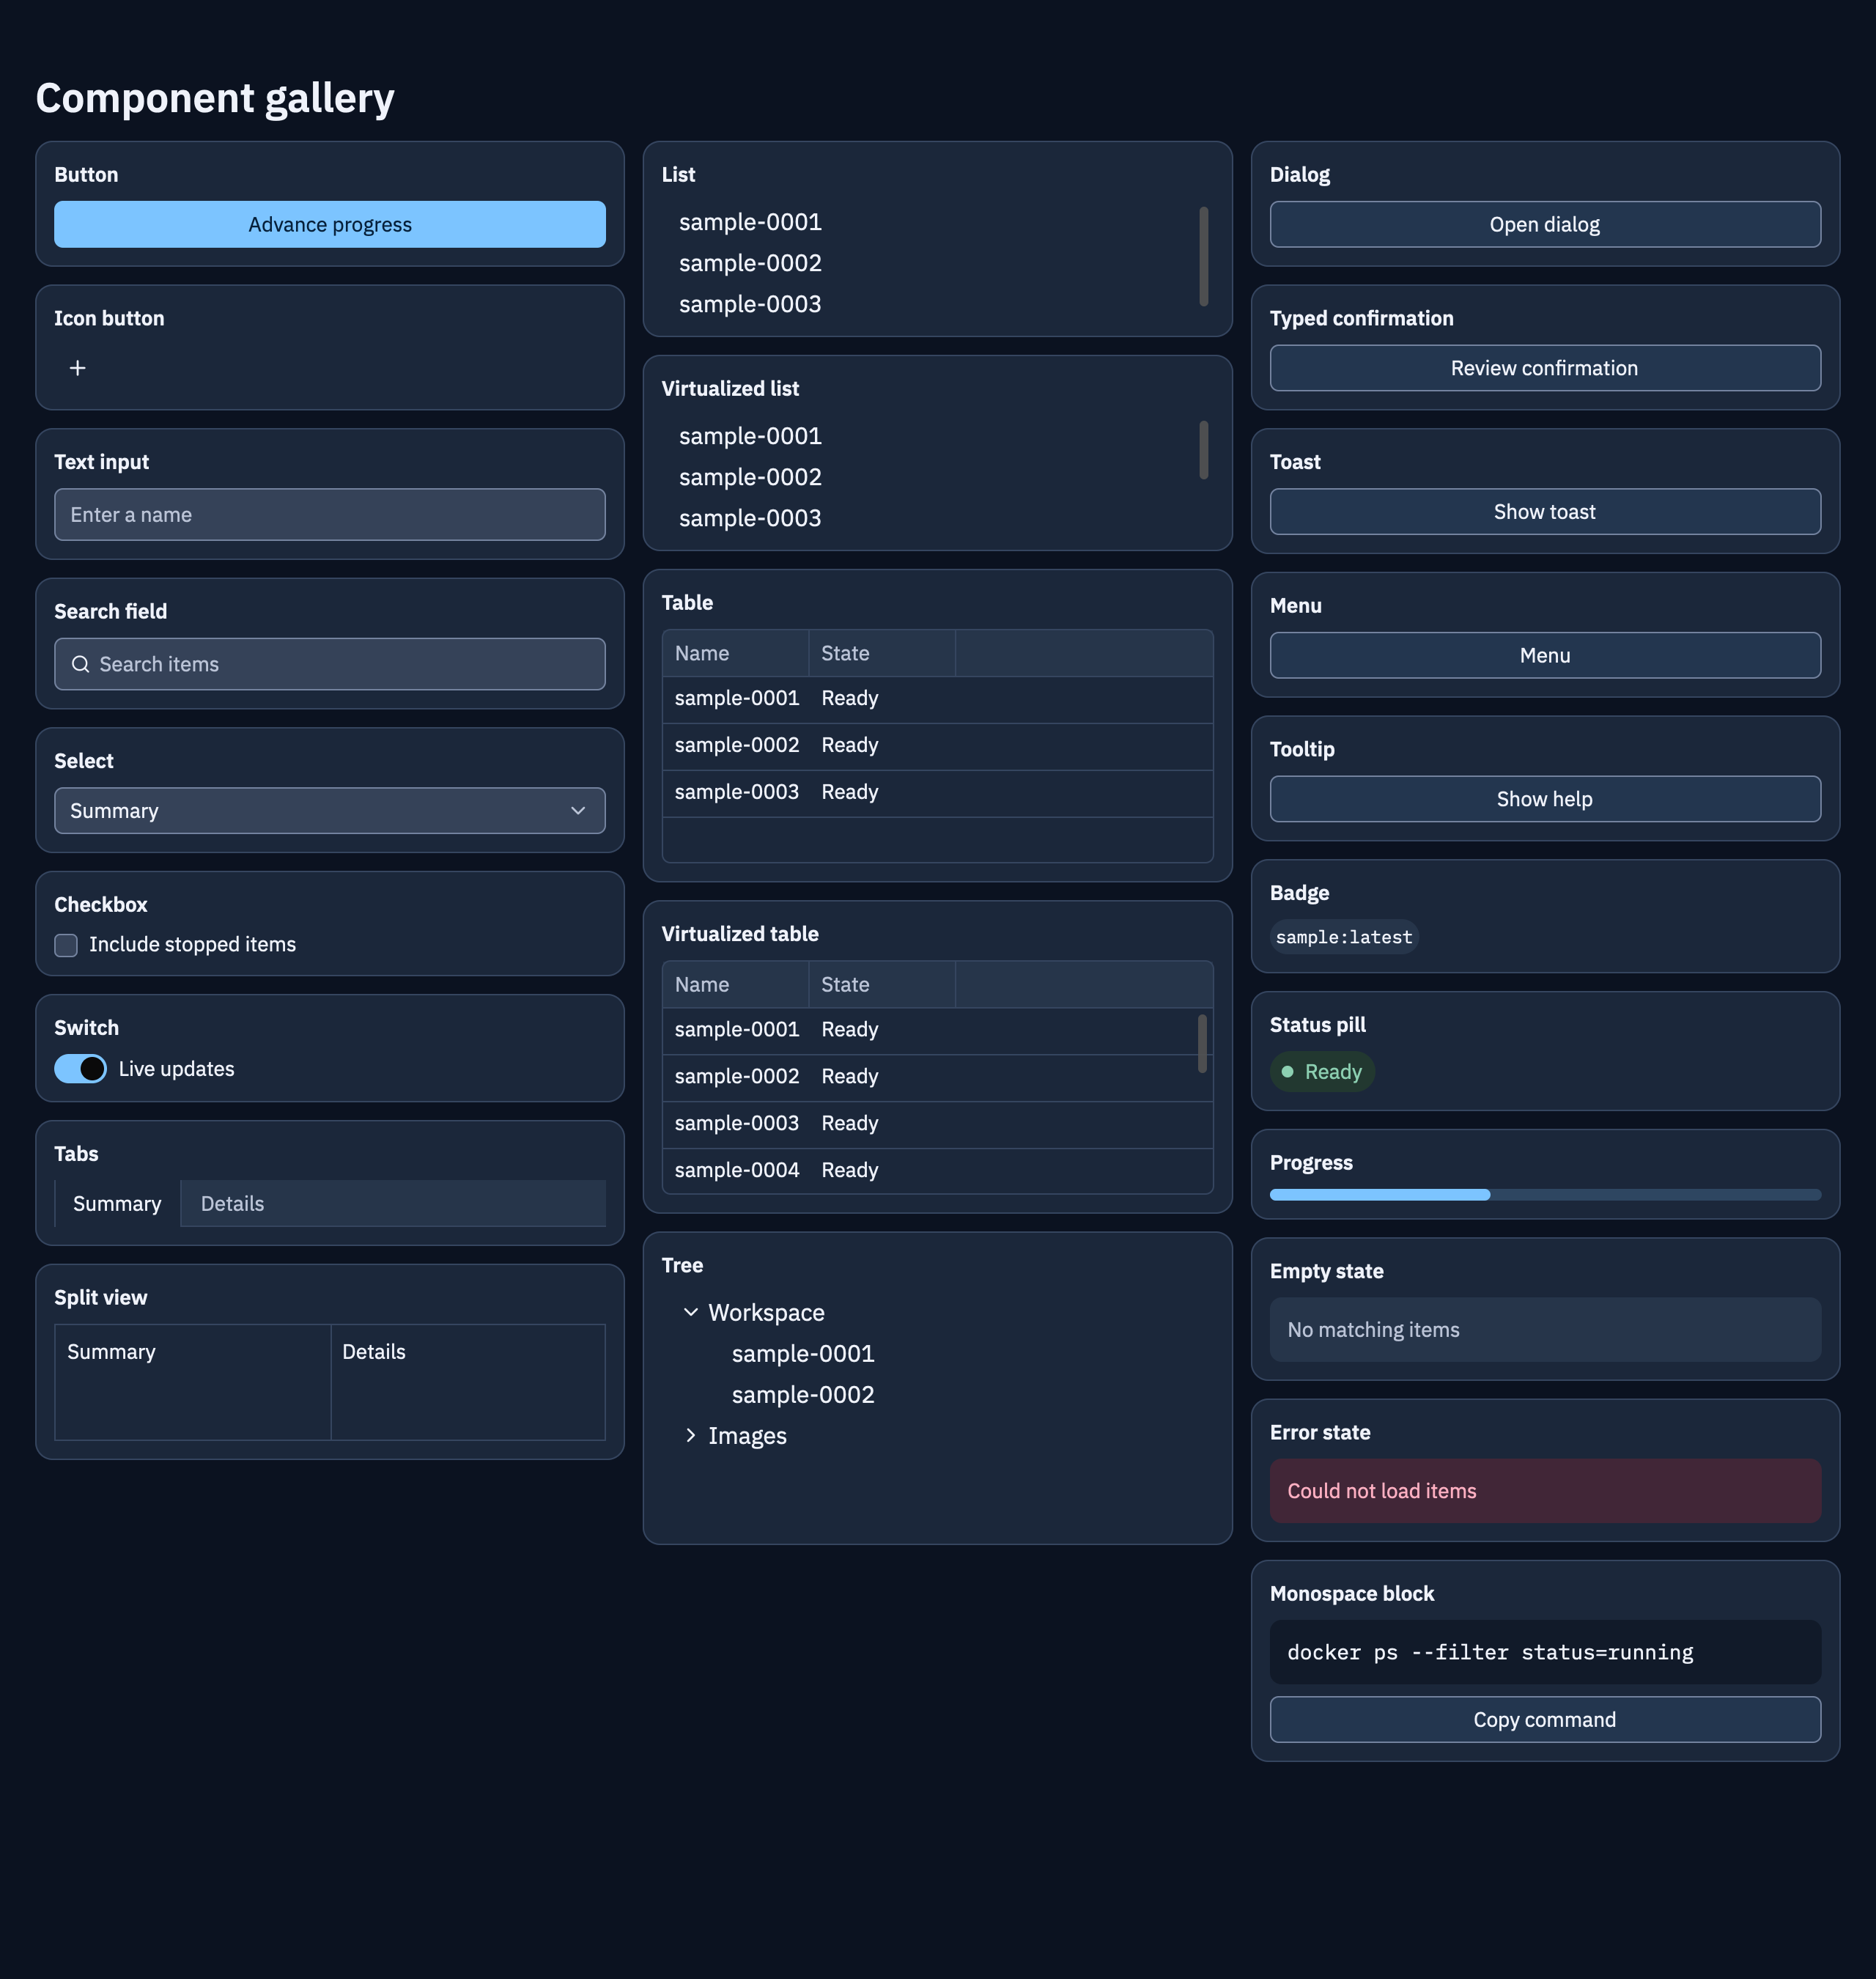 Component gallery
Button
Advance progress
Icon button
Text input
Enter a name
Search field
Search items
Select
Summary
Checkbox
Include stopped items
Switch
Live updates
Tabs
Summary Details
Split view
Summary Details
List
sample-0001
sample-0002
sample-0003
Virtualized list
sample-0001
sample-0002
sample-0003
Table
Name State
sample-0001 Ready
sample-0002 Ready
sample-0003 Ready
Virtualized table
Name State
sample-0001 Ready
sample-0002 Ready
sample-0003 Ready
sample-0004 Ready
Tree
Workspace
sample-0001
sample-0002
Images
Dialog
Open dialog
Typed confirmation
Review confirmation
Toast
Show toast
Menu
Menu
Tooltip
Show help
Badge
sample:latest
Status pill
Ready
Progress
Empty state
No matching items
Error state
Could not load items
Monospace block
docker ps --filter status=running
Copy command